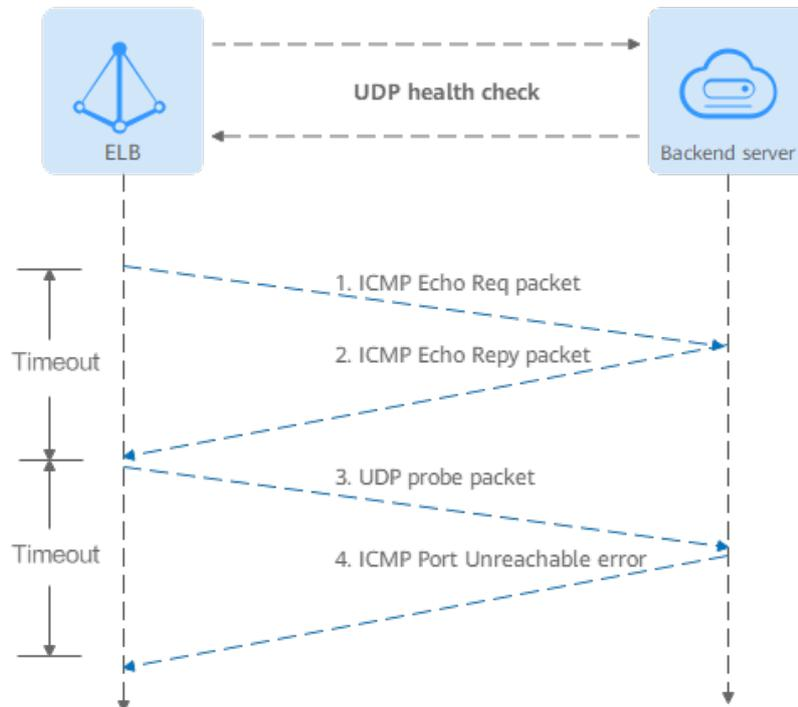 UDP health check
ELB
Backend server
1. ICMP Echo Req packet
Timeout
2. ICMP Echo Repy packet
3. UDP probe packet
Timeout
4. ICMP Port Unreachable error